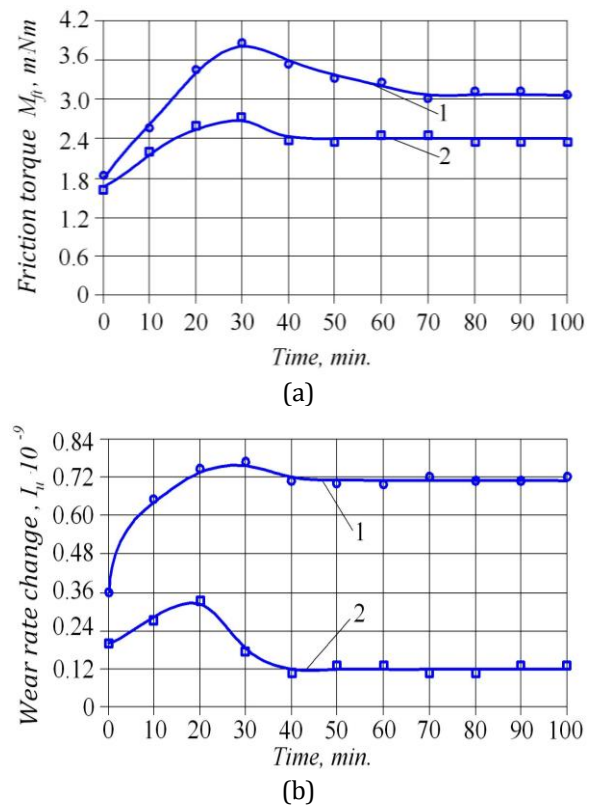 4.2
3.6
3.0
2.4
1.8
1.2
0.6
0
Friction torque M_fr, mNm
1
2
0 10 20 30 40 50 60 70 80 90 100
Time, min.
(a)
0.84
0.72
0.60
0.48
0.36
0.24
0.12
0
Wear rate change, I_u·10⁻⁹
1
2
0 10 20 30 40 50 60 70 80 90 100
Time, min.
(b)